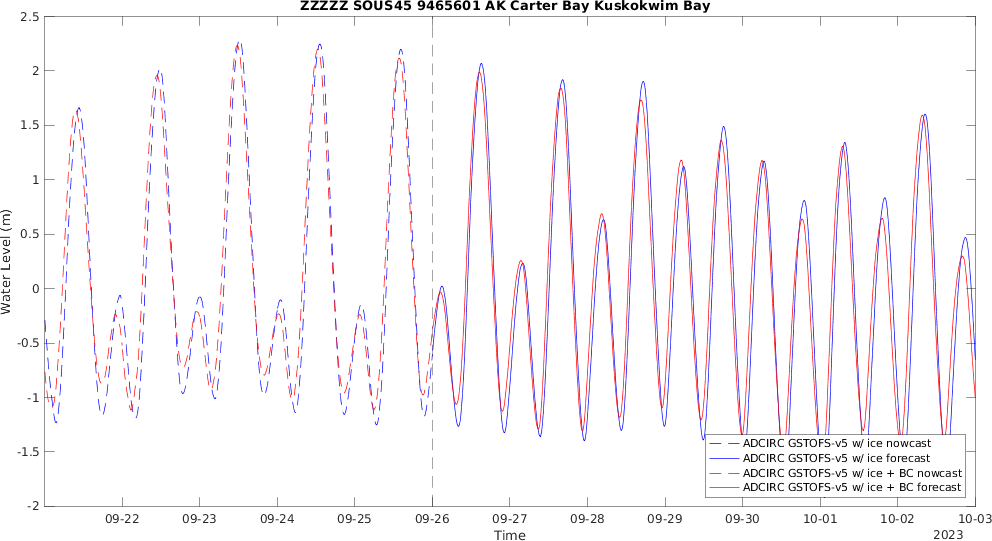 ZZZZZ SOUS45 9465601 AK Carter Bay Kuskokwim Bay
2.5
2
1.5
1
0.5
0
-0.5
-1
-1.5
-2
Water Level (m)
ADCIRC GSTOFS-v5 w/ ice nowcast
ADCIRC GSTOFS-v5 w/ ice forecast
ADCIRC GSTOFS-v5 w/ ice + BC nowcast
ADCIRC GSTOFS-v5 w/ ice + BC forecast
09-22 09-23 09-24 09-25 09-26 09-27 09-28 09-29 09-30 10-01 10-02 10-03
Time
2023